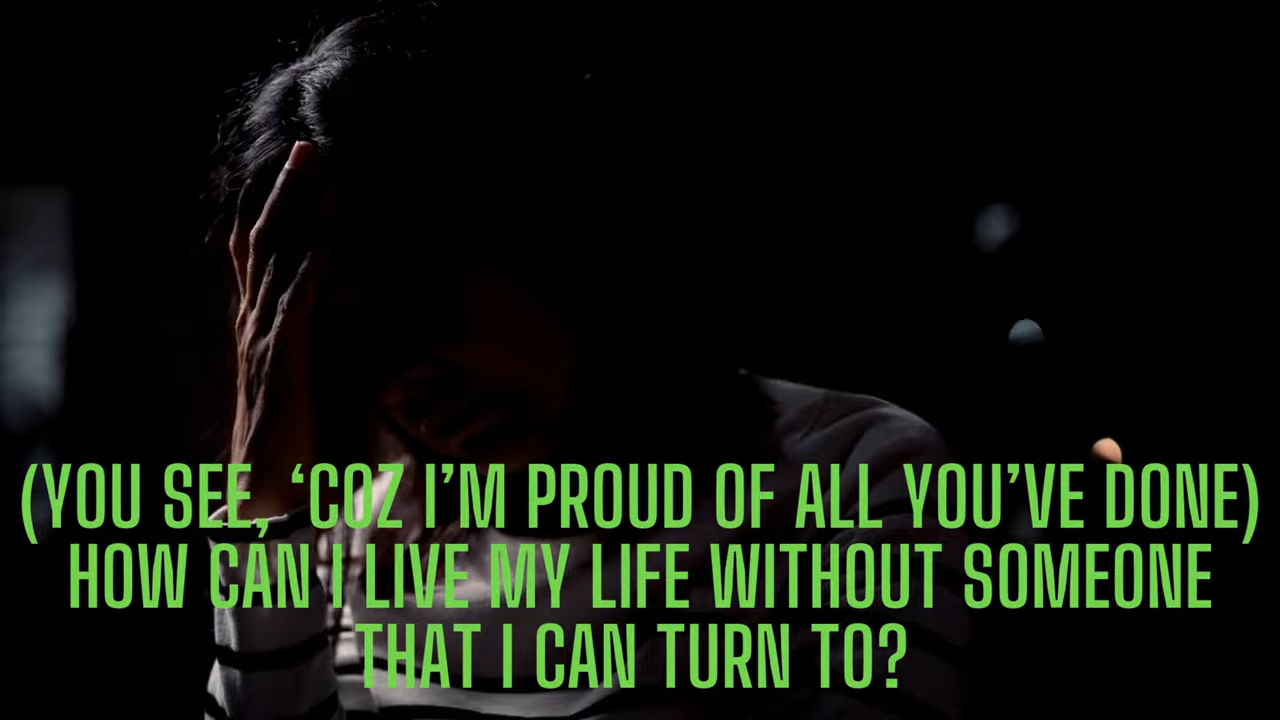 (YOU SEE, ‘COZ I’M PROUD OF ALL YOU’VE DONE)
HOW CAN I LIVE MY LIFE WITHOUT SOMEONE
THAT I CAN TURN TO?